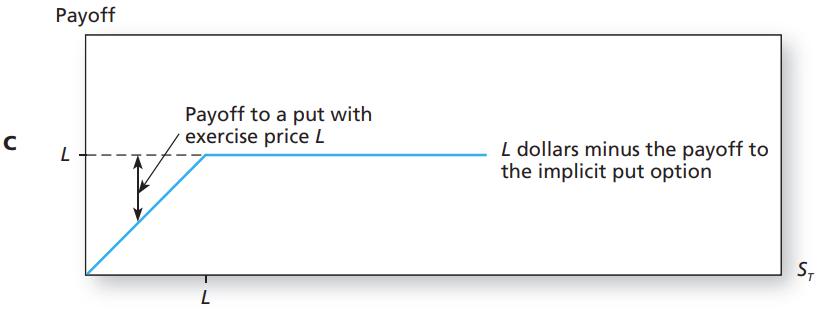 Payoff
Payoff to a put with
exercise price L
C
L
L dollars minus the payoff to
the implicit put option
S_T
L